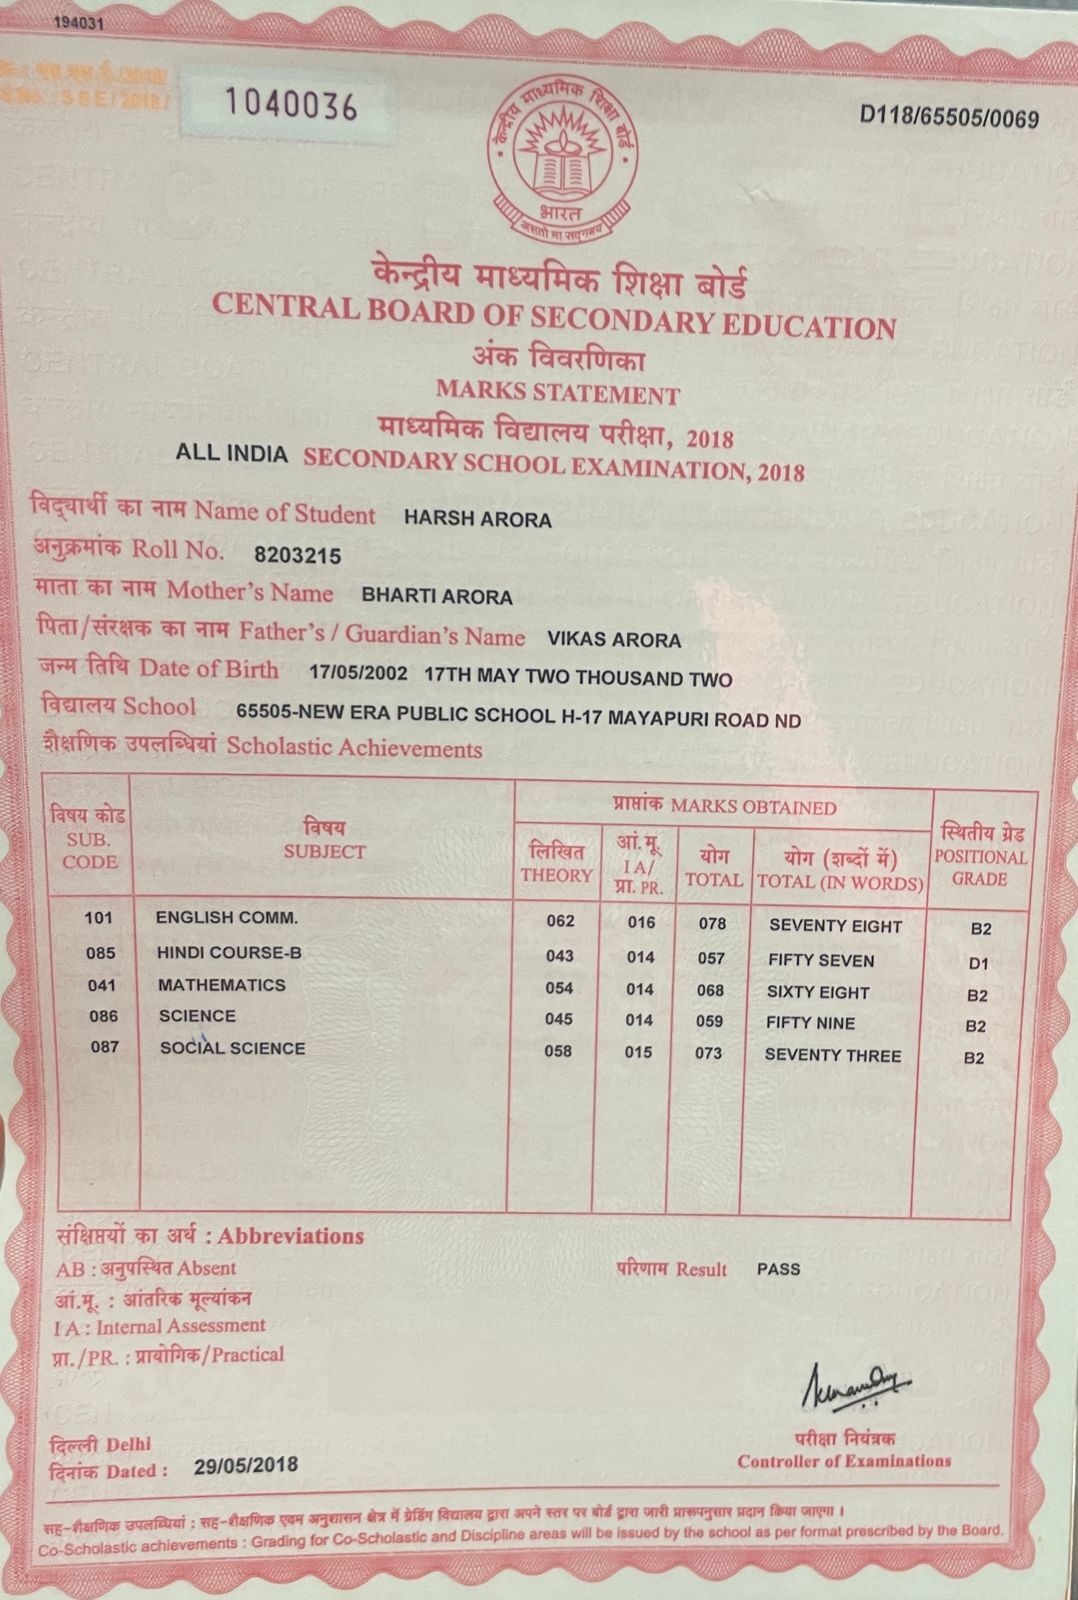 194031
S.No. : SSE/2018/
1040036
D118/65505/0069
केन्द्रीय माध्यमिक शिक्षा बोर्ड
भारत
असतो मा सद्गमय
केन्द्रीय माध्यमिक शिक्षा बोर्ड
CENTRAL BOARD OF SECONDARY EDUCATION
अंक विवरणिका
MARKS STATEMENT
माध्यमिक विद्यालय परीक्षा, 2018
ALL INDIA SECONDARY SCHOOL EXAMINATION, 2018
विद्यार्थी का नाम Name of Student HARSH ARORA
अनुक्रमांक Roll No. 8203215
माता का नाम Mother's Name BHARTI ARORA
पिता/संरक्षक का नाम Father's / Guardian's Name VIKAS ARORA
जन्म तिथि Date of Birth 17/05/2002 17TH MAY TWO THOUSAND TWO
विद्यालय School 65505-NEW ERA PUBLIC SCHOOL H-17 MAYAPURI ROAD ND
शैक्षणिक उपलब्धियां Scholastic Achievements
विषय कोड SUB. CODE
विषय SUBJECT
प्राप्तांक MARKS OBTAINED
लिखित THEORY
आं.मू. I A/ प्रा. PR.
योग TOTAL
योग (शब्दों में) TOTAL (IN WORDS)
स्थितीय ग्रेड POSITIONAL GRADE
101 ENGLISH COMM. 062 016 078 SEVENTY EIGHT B2
085 HINDI COURSE-B 043 014 057 FIFTY SEVEN D1
041 MATHEMATICS 054 014 068 SIXTY EIGHT B2
086 SCIENCE 045 014 059 FIFTY NINE B2
087 SOCIAL SCIENCE 058 015 073 SEVENTY THREE B2
संक्षिप्तियों का अर्थ : Abbreviations
AB : अनुपस्थित Absent
परिणाम Result PASS
आं.मू. : आंतरिक मूल्यांकन
I A : Internal Assessment
प्रा./PR. : प्रायोगिक/Practical
दिल्ली Delhi
दिनांक Dated : 29/05/2018
परीक्षा नियंत्रक
Controller of Examinations
सह-शैक्षणिक उपलब्धियां : सह-शैक्षणिक एवम अनुशासन क्षेत्र में ग्रेडिंग विद्यालय द्वारा अपने स्तर पर बोर्ड द्वारा जारी प्रारूपनुसार प्रदान किया जाएगा ।
Co-Scholastic achievements : Grading for Co-Scholastic and Discipline areas will be issued by the school as per format prescribed by the Board.